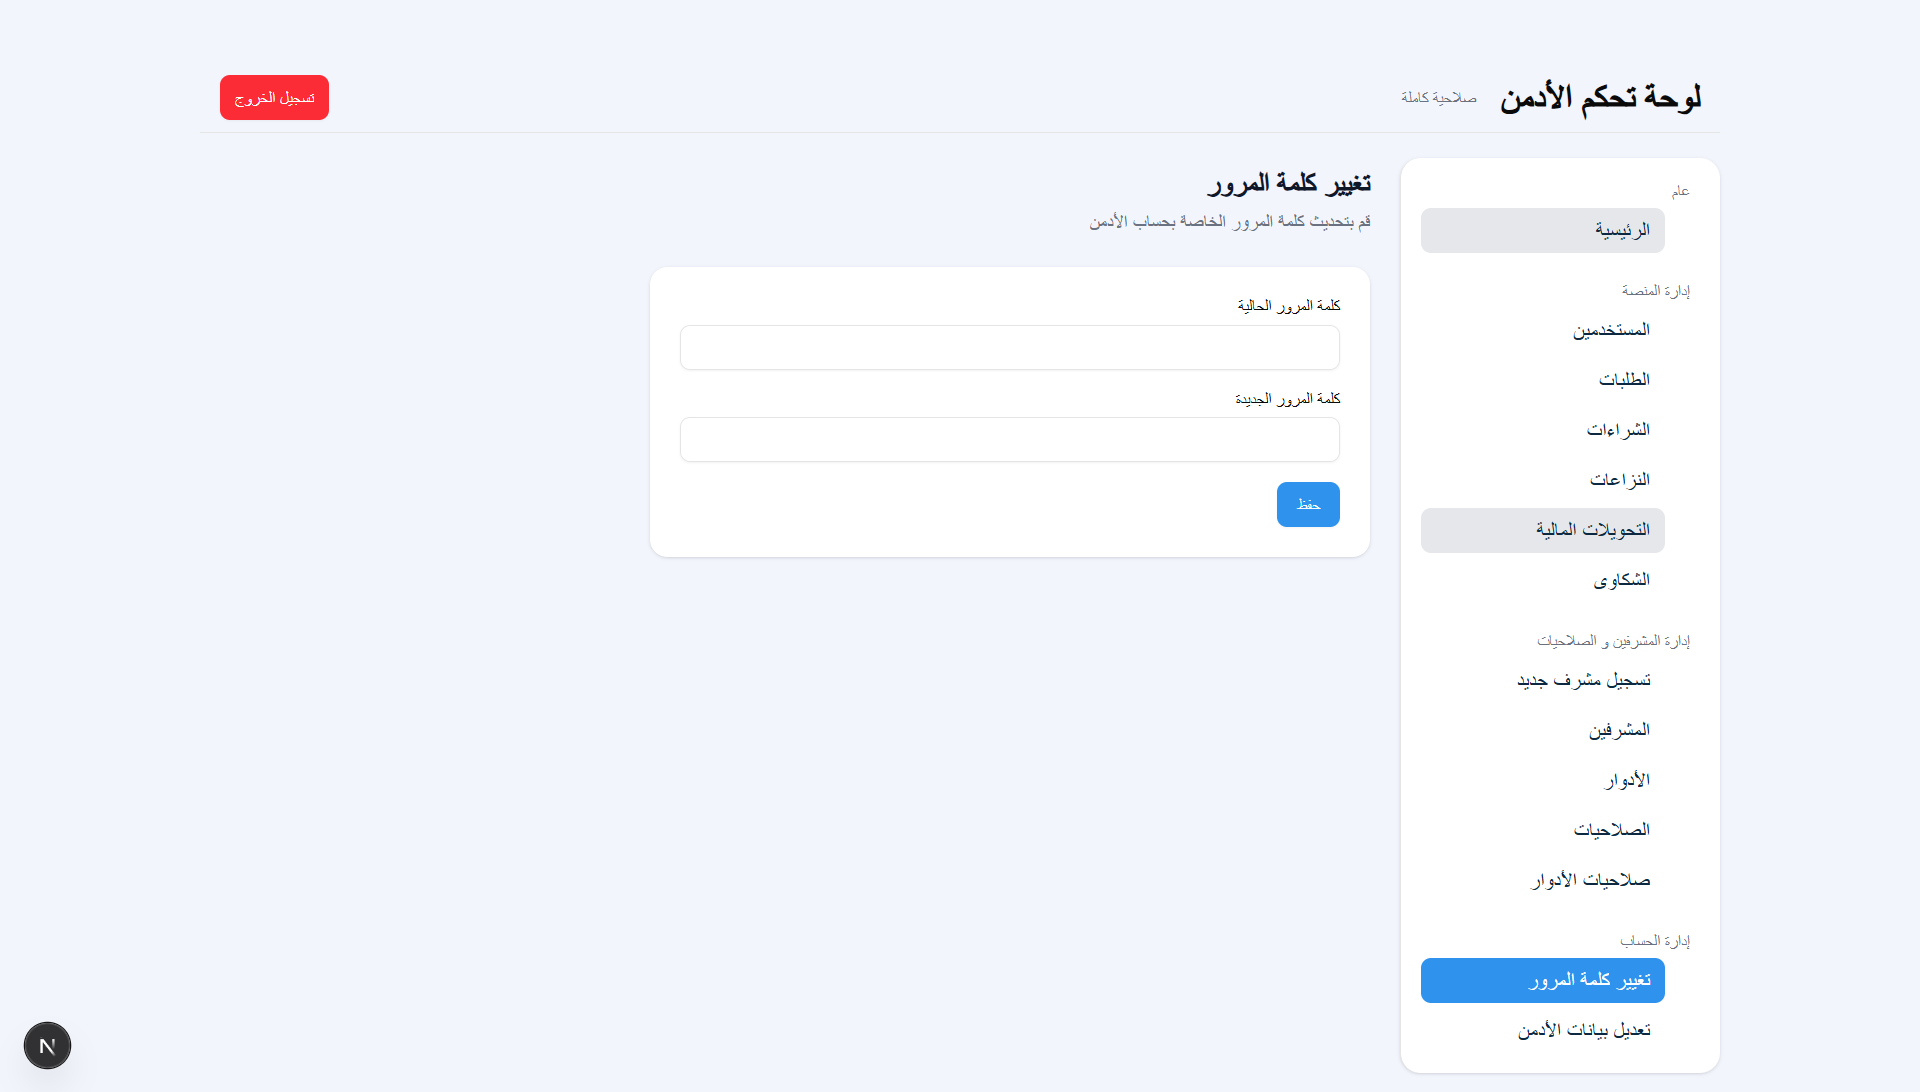 لوحة تحكم الأدمن
صلاحية كاملة
تسجيل الخروج
عام
الرئيسية
إدارة المنصة
المستخدمين
الطلبات
الشراءات
النزاعات
التحويلات المالية
الشكاوى
إدارة المشرفين و الصلاحيات
تسجيل مشرف جديد
المشرفين
الأدوار
الصلاحيات
صلاحيات الأدوار
إدارة الحساب
تغيير كلمة المرور
تعديل بيانات الأدمن
تغيير كلمة المرور
قم بتحديث كلمة المرور الخاصة بحساب الأدمن
كلمة المرور الحالية
كلمة المرور الجديدة
حفظ
N